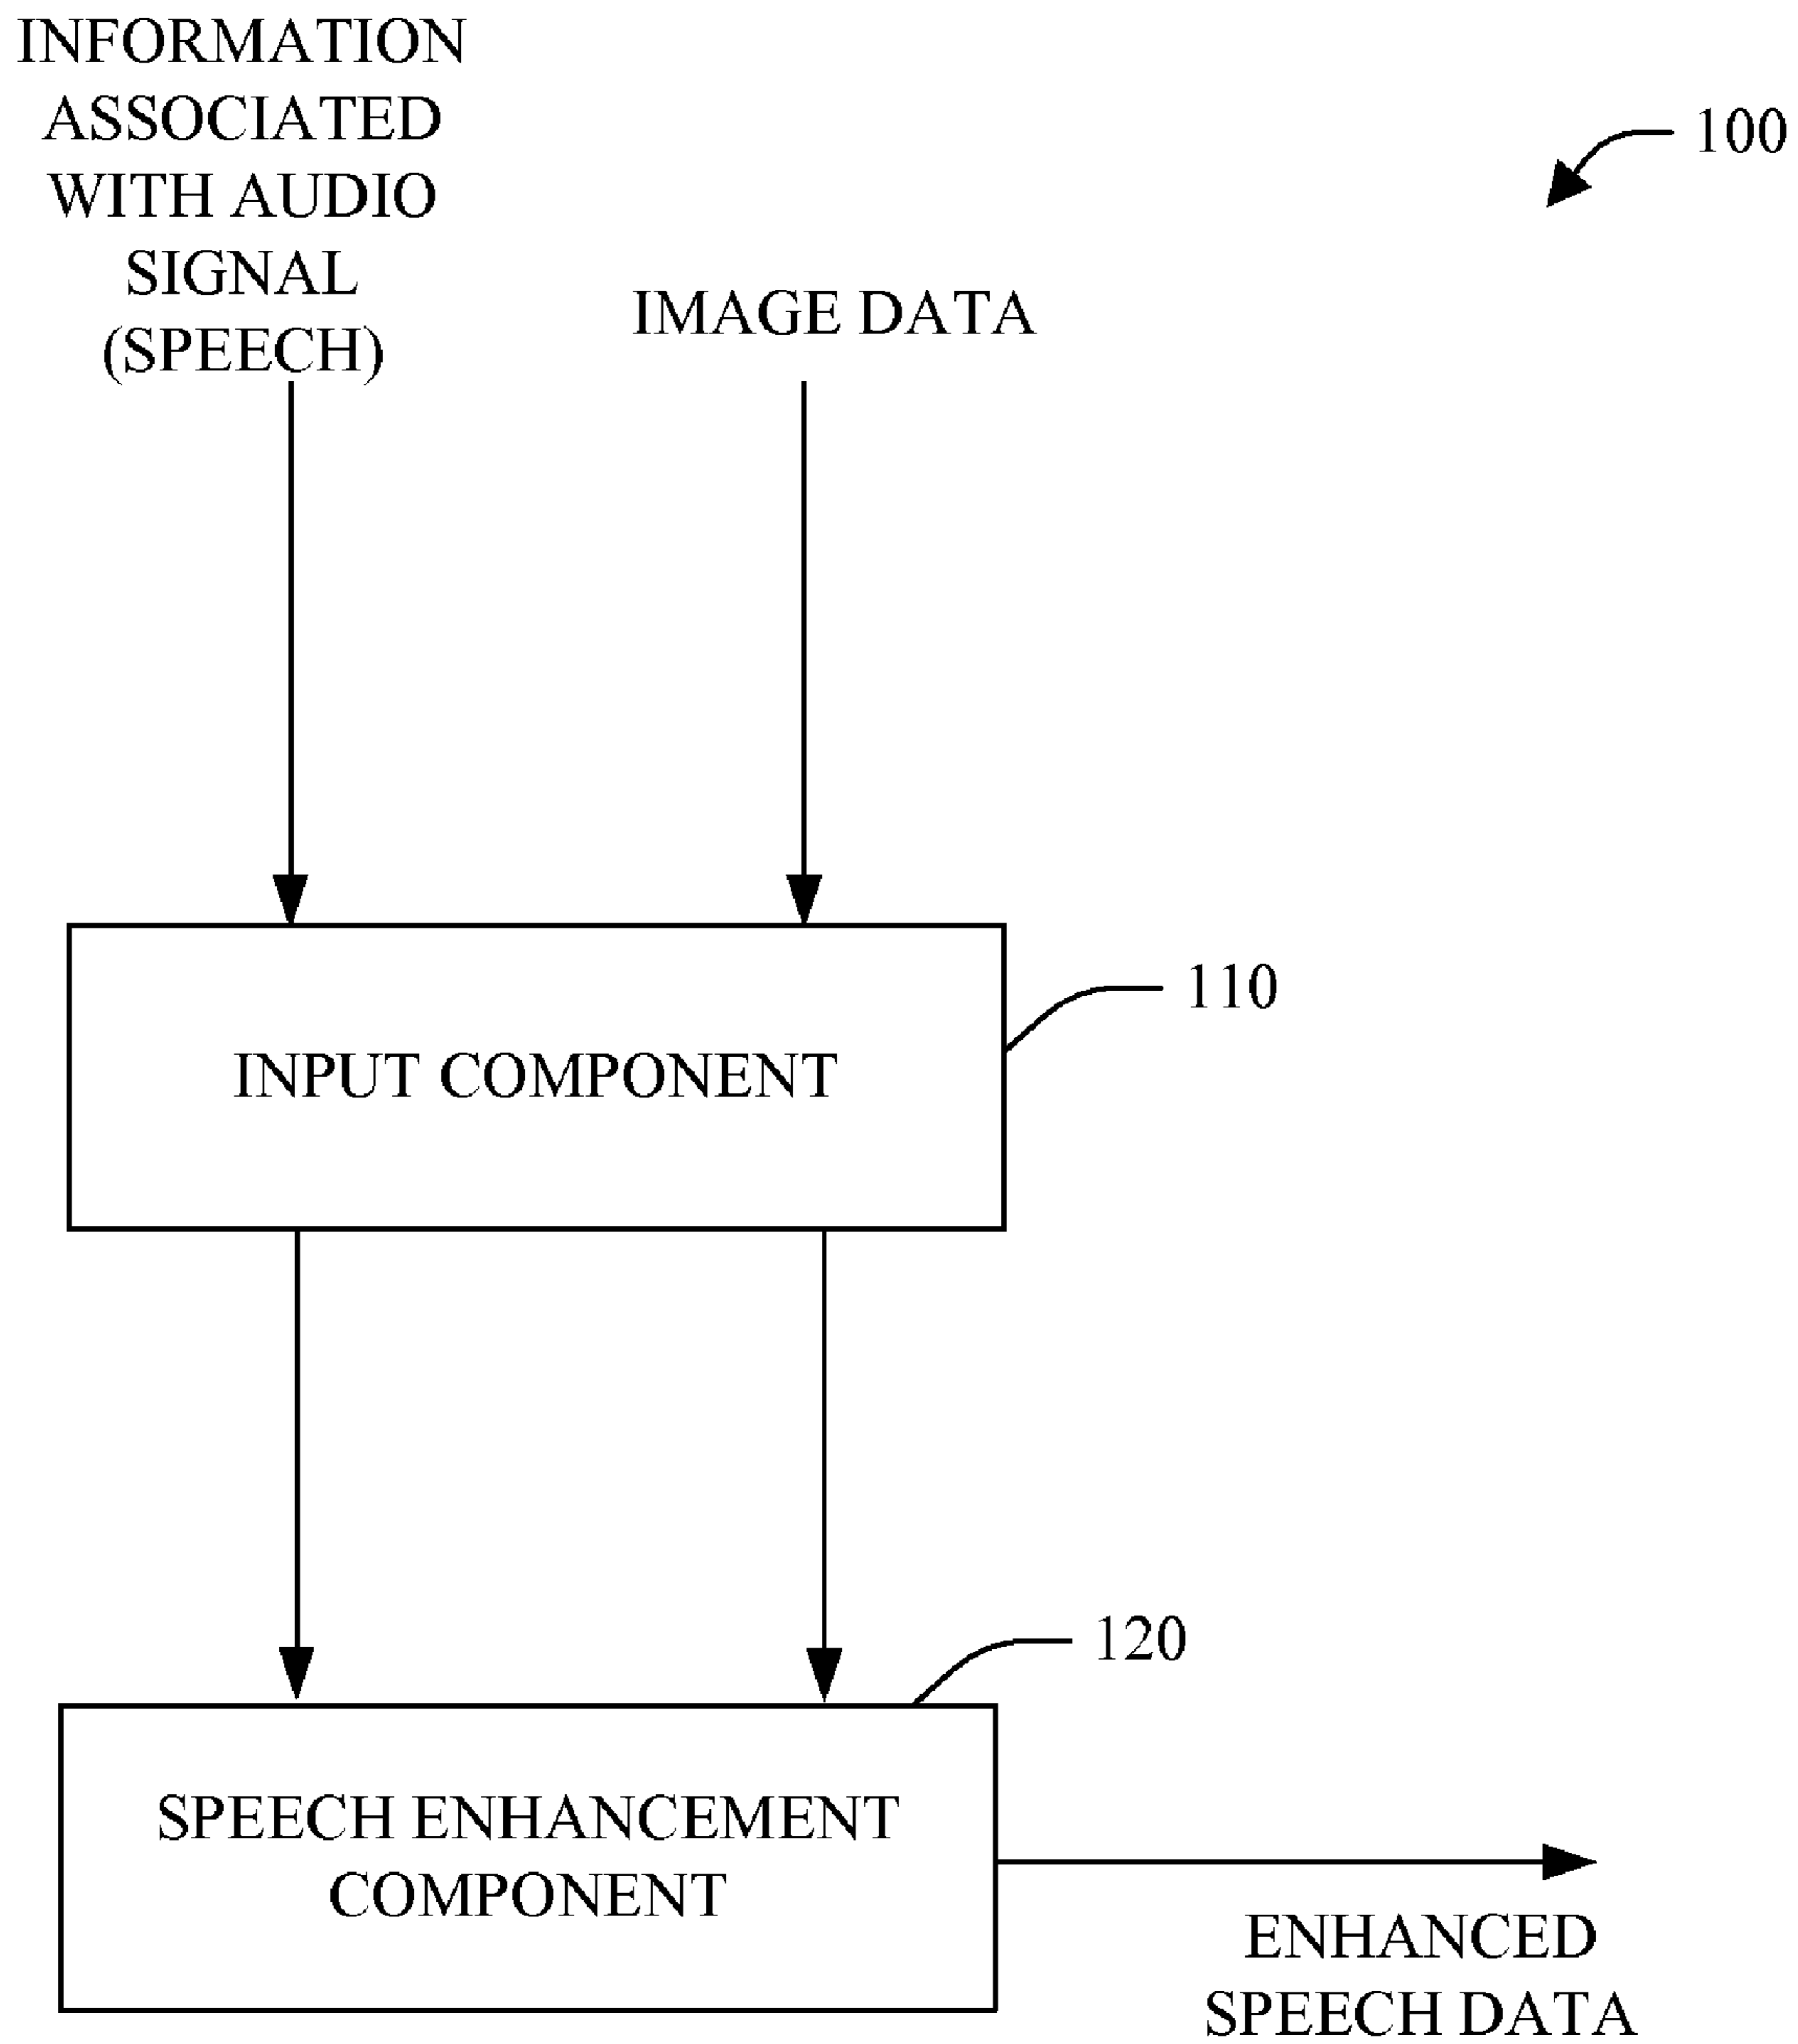 INFORMATION
ASSOCIATED
WITH AUDIO
SIGNAL
(SPEECH)
IMAGE DATA
100
INPUT COMPONENT
110
120
SPEECH ENHANCEMENT
COMPONENT
ENHANCED
SPEECH DATA